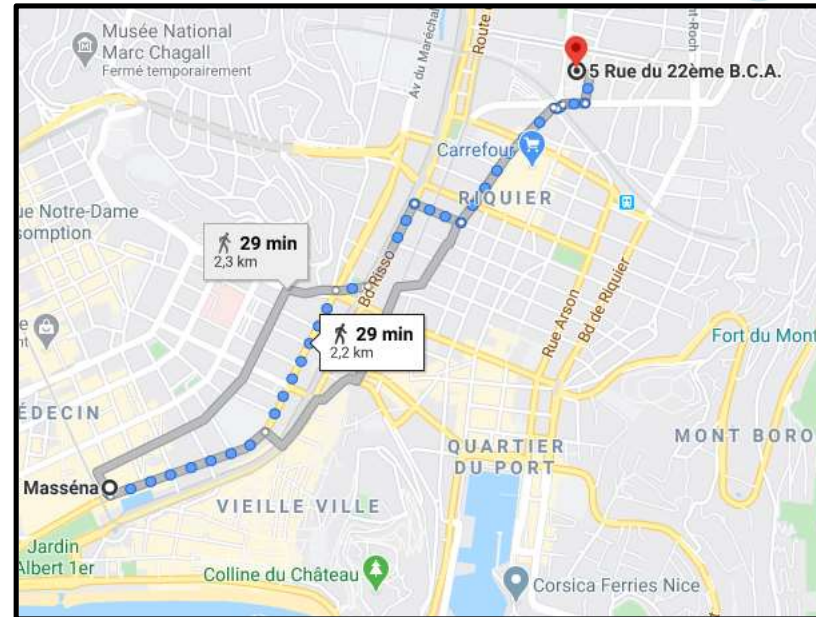 Musée National
Marc Chagall
Fermé temporairement
Av du Maréchal
Route
5 Rue du 22ème B.C.A.
Carrefour
RIQUIER
ue Notre-Dame
somption
29 min
2,3 km
Bd Risso
29 min
2,2 km
Rue Arson
Bd de Riquier
Fort du Mont
ÉDECIN
QUARTIER
DU PORT
MONT BORO
Masséna
VIEILLE VILLE
Jardin
Albert 1er
Colline du Château
Corsica Ferries Nice